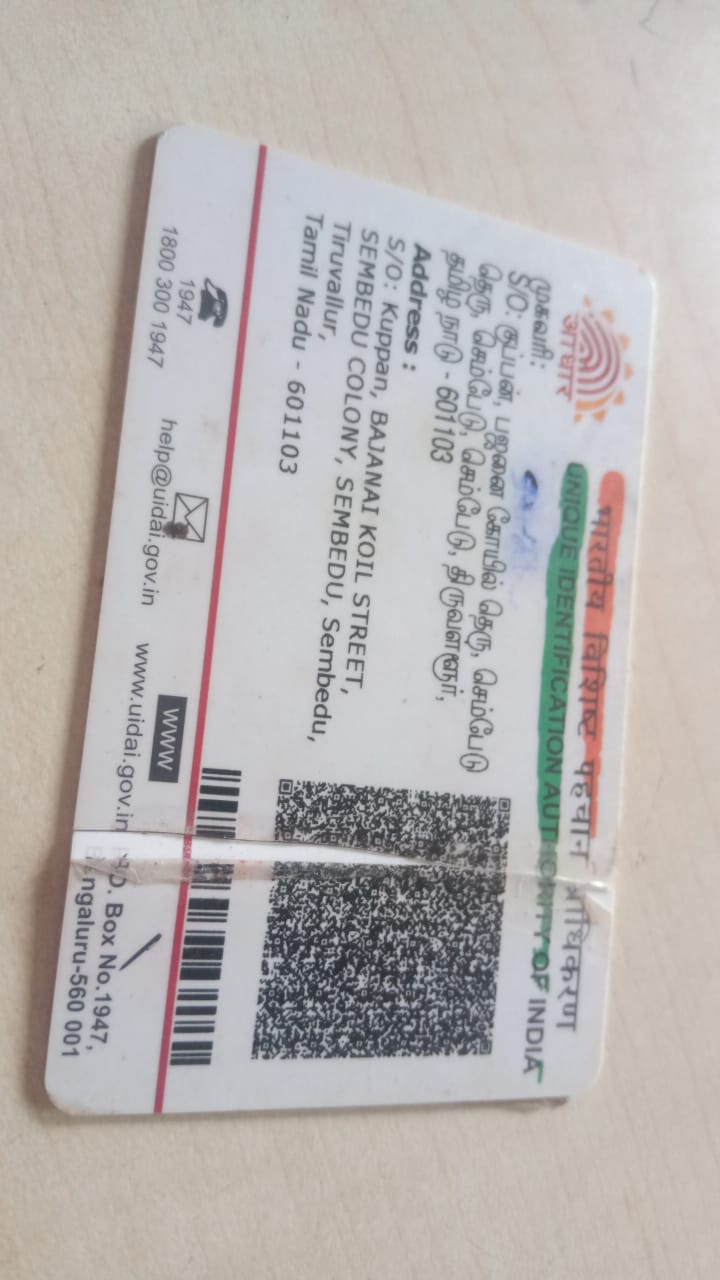 भारतीय विशिष्ट पहचान प्राधिकरण
UNIQUE IDENTIFICATION AUTHORITY OF INDIA
आधार
முகவரி:
S/O: குப்பன், பஜனை கோயில் தெரு, செம்பேடு
தெரு, செம்பேடு, செம்பேடு, திருவள்ளூர்,
தமிழ் நாடு - 601103
Address :
S/O: Kuppan, BAJANAI KOIL STREET,
SEMBEDU COLONY, SEMBEDU, Sembedu,
Tiruvallur,
Tamil Nadu - 601103
1947
1800 300 1947
help@uidai.gov.in
WWW
www.uidai.gov.in
P.O. Box No.1947,
Bengaluru-560 001